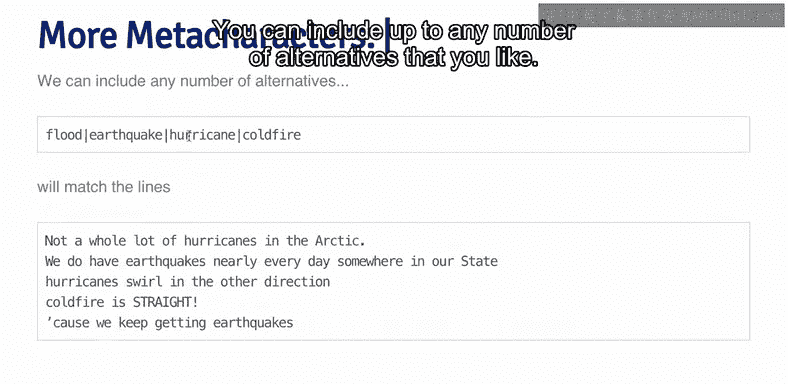 More Metacharacters: |
You can include up to any number
of alternatives that you like.
We can include any number of alternatives...
flood|earthquake|hurricane|coldfire
will match the lines
Not a whole lot of hurricanes in the Arctic.
We do have earthquakes nearly every day somewhere in our State
hurricanes swirl in the other direction
coldfire is STRAIGHT!
’cause we keep getting earthquakes